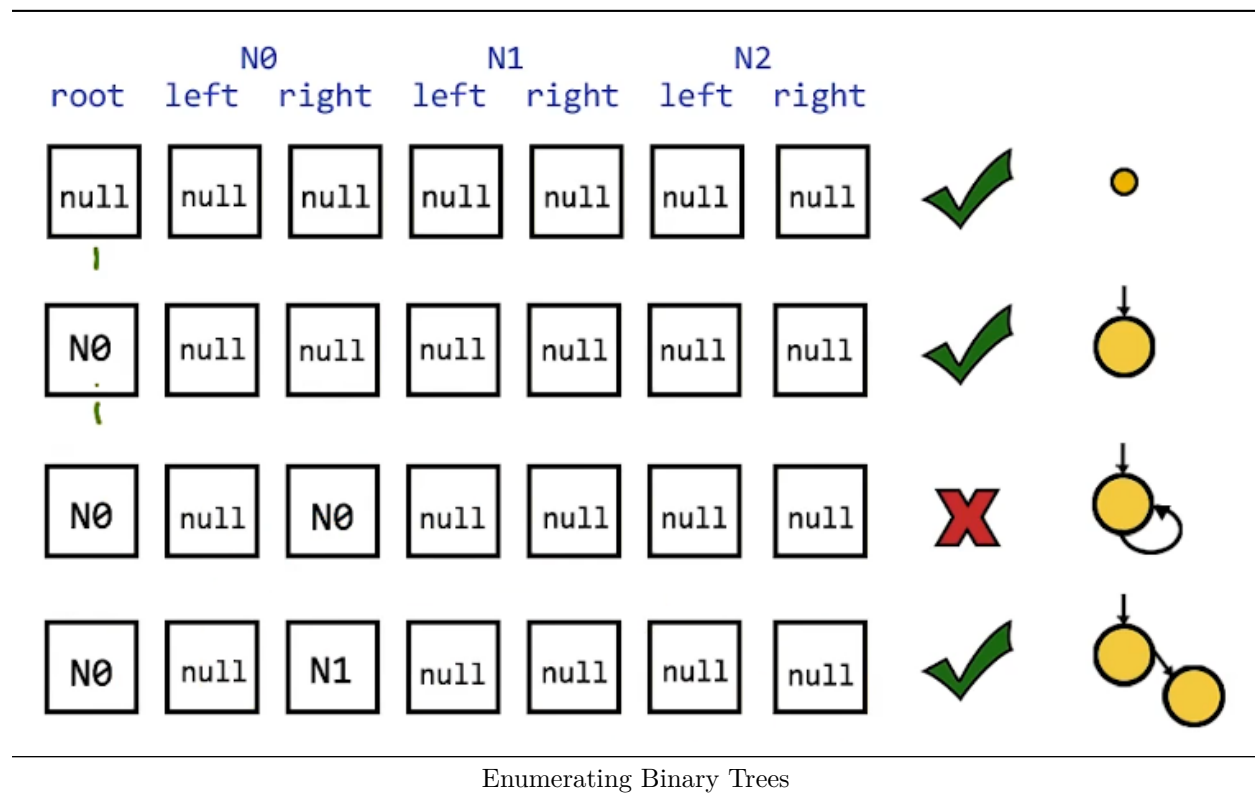 N0 N1 N2
root left right left right left right
null null null null null null null
N0 null null null null null null
N0 null N0 null null null null
N0 null N1 null null null null
Enumerating Binary Trees